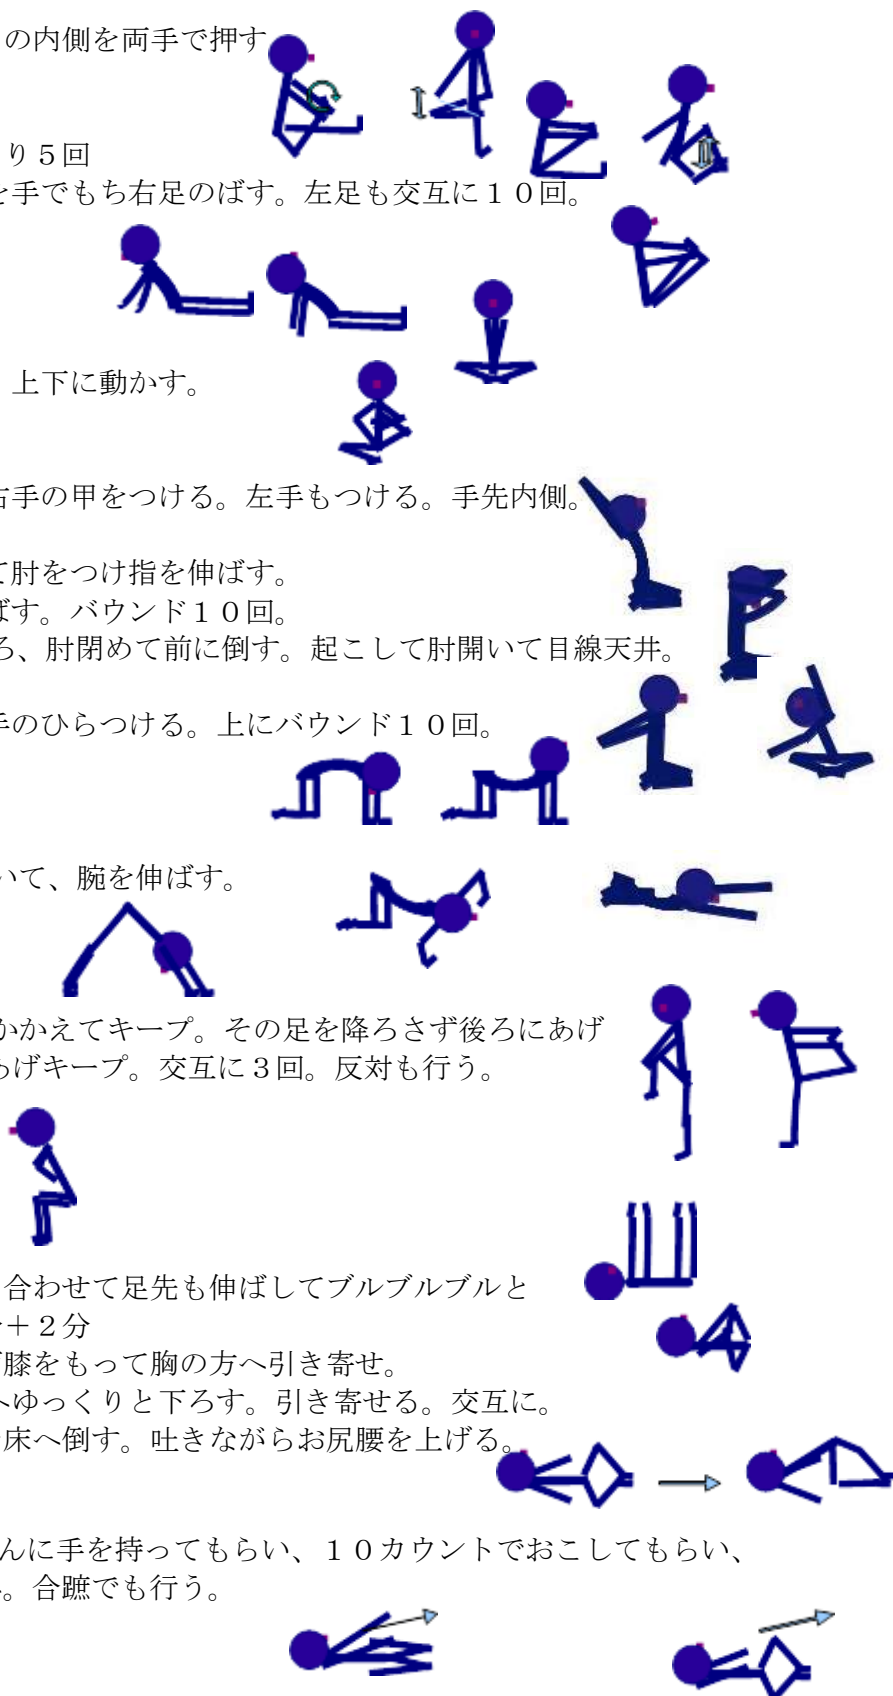 の内側を両手で押す
り５回
を手でもち右足のばす。左足も交互に１０回。
上下に動かす。
右手の甲をつける。左手もつける。手先内側。
て肘をつけ指を伸ばす。
ばす。バウンド１０回。
ろ、肘閉めて前に倒す。起こして肘開いて目線天井。
手のひらつける。上にバウンド１０回。
いて、腕を伸ばす。
かかえてキープ。その足を降ろさず後ろにあげ
あげキープ。交互に３回。反対も行う。
合わせて足先も伸ばしてブルブルブルと
＋２分
膝をもって胸の方へ引き寄せ。
へゆっくりと下ろす。引き寄せる。交互に。
床へ倒す。吐きながらお尻腰を上げる。
んに手を持ってもらい、１０カウントでおこしてもらい、
。合蹠でも行う。